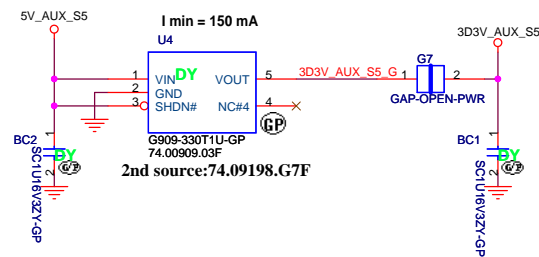 5V_AUX_S5
I min = 150 mA
3D3V_AUX_S5
U4
1
VIN
DY
VOUT
5
3D3V_AUX_S5_G
1
G7
2
2
GND
3
SHDN#
NC#4
4
GAP-OPEN-PWR
GP
G909-330T1U-GP
74.00909.03F
2nd source:74.09198.G7F
BC2
1
DY
G/P
2
SC1U16V3ZY-GP
BC1
1
DY
G/P
2
SC1U16V3ZY-GP